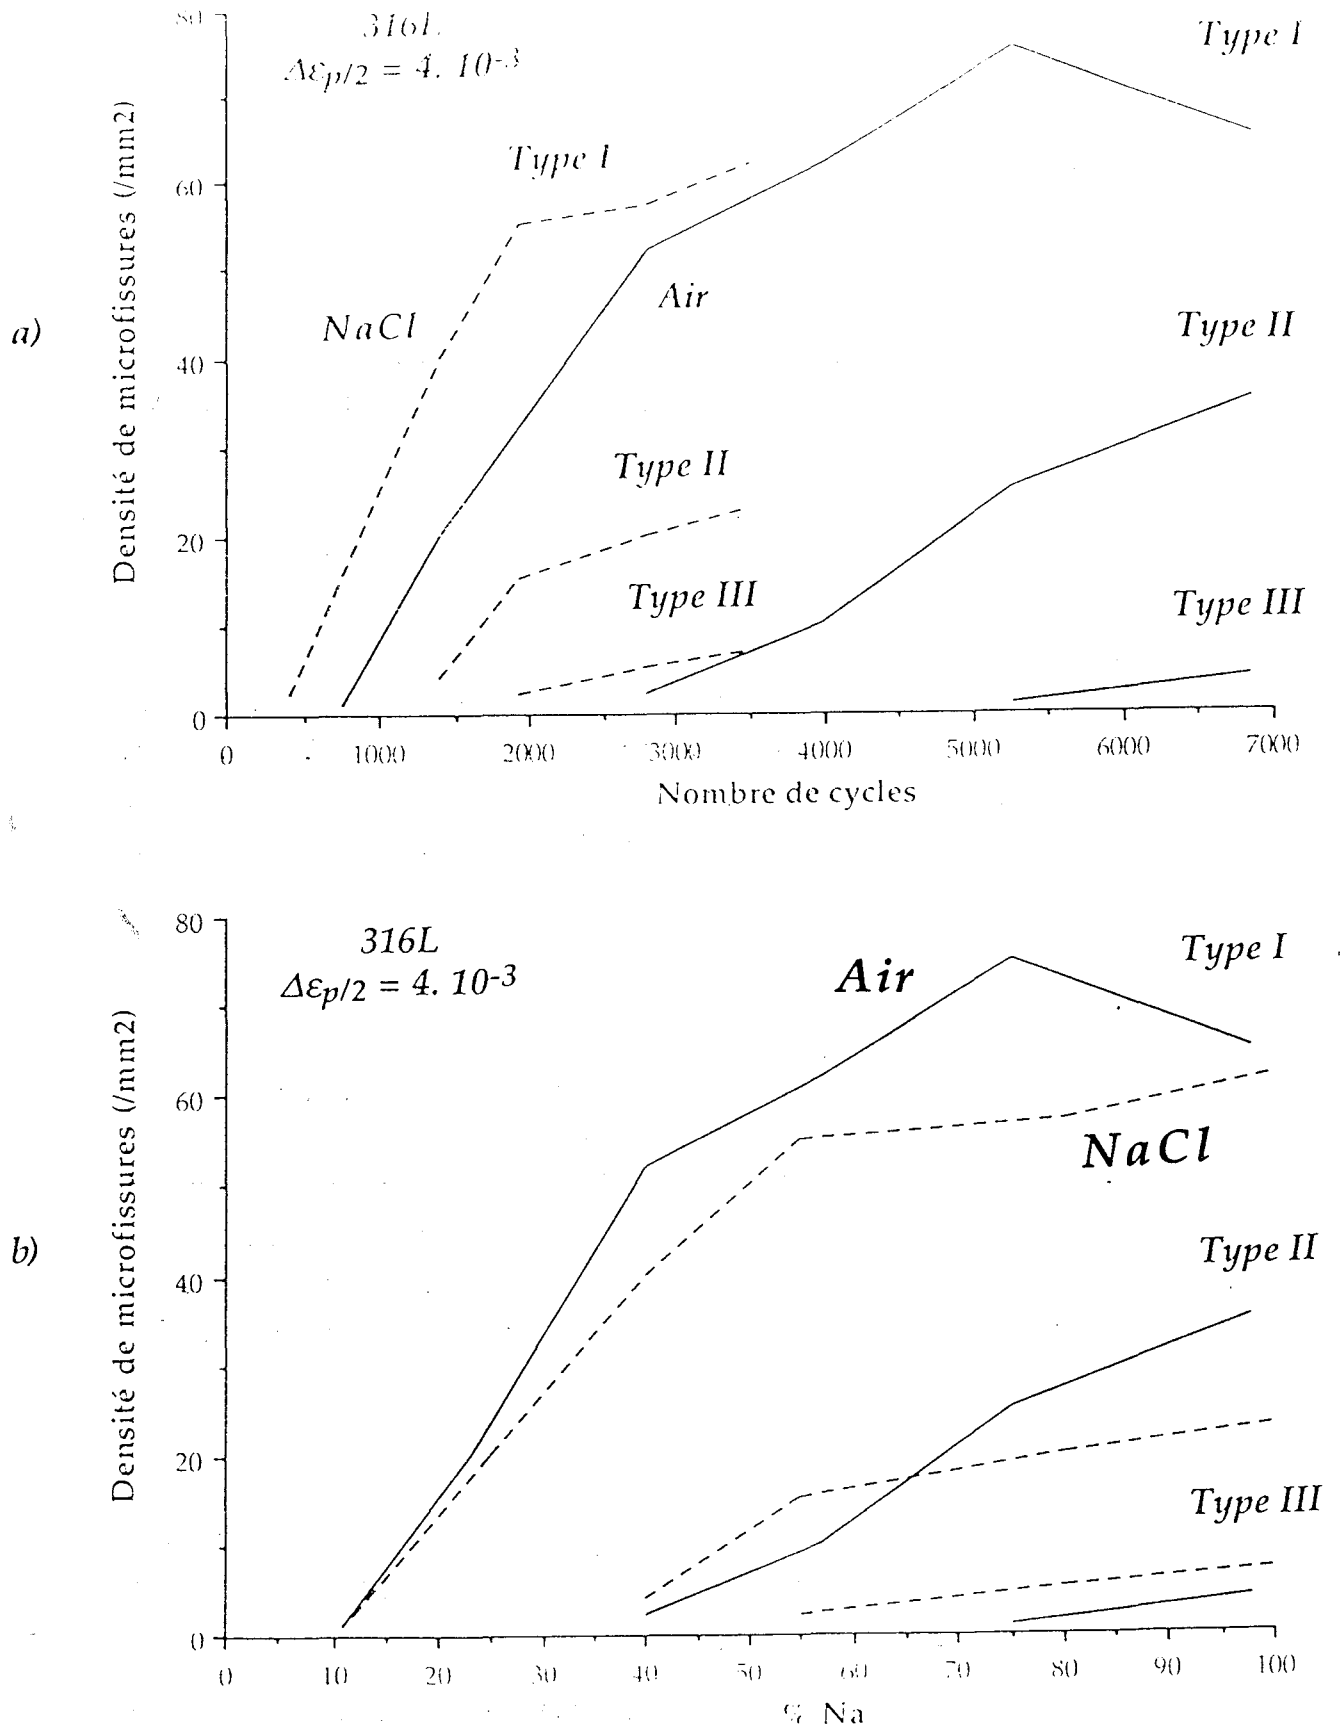 80
316L
Δεp/2 = 4. 10-3
Type I
Type I
60
Densité de microfissures (/mm2)
Air
NaCl
Type II
a)
40
Type II
20
Type III
Type III
0
0 1000 2000 3000 4000 5000 6000 7000
Nombre de cycles
80
316L
Δεp/2 = 4. 10-3
Air
Type I
60
NaCl
Densité de microfissures (/mm2)
b)
Type II
40
20
Type III
0
0 10 20 30 40 50 60 70 80 90 100
% Na